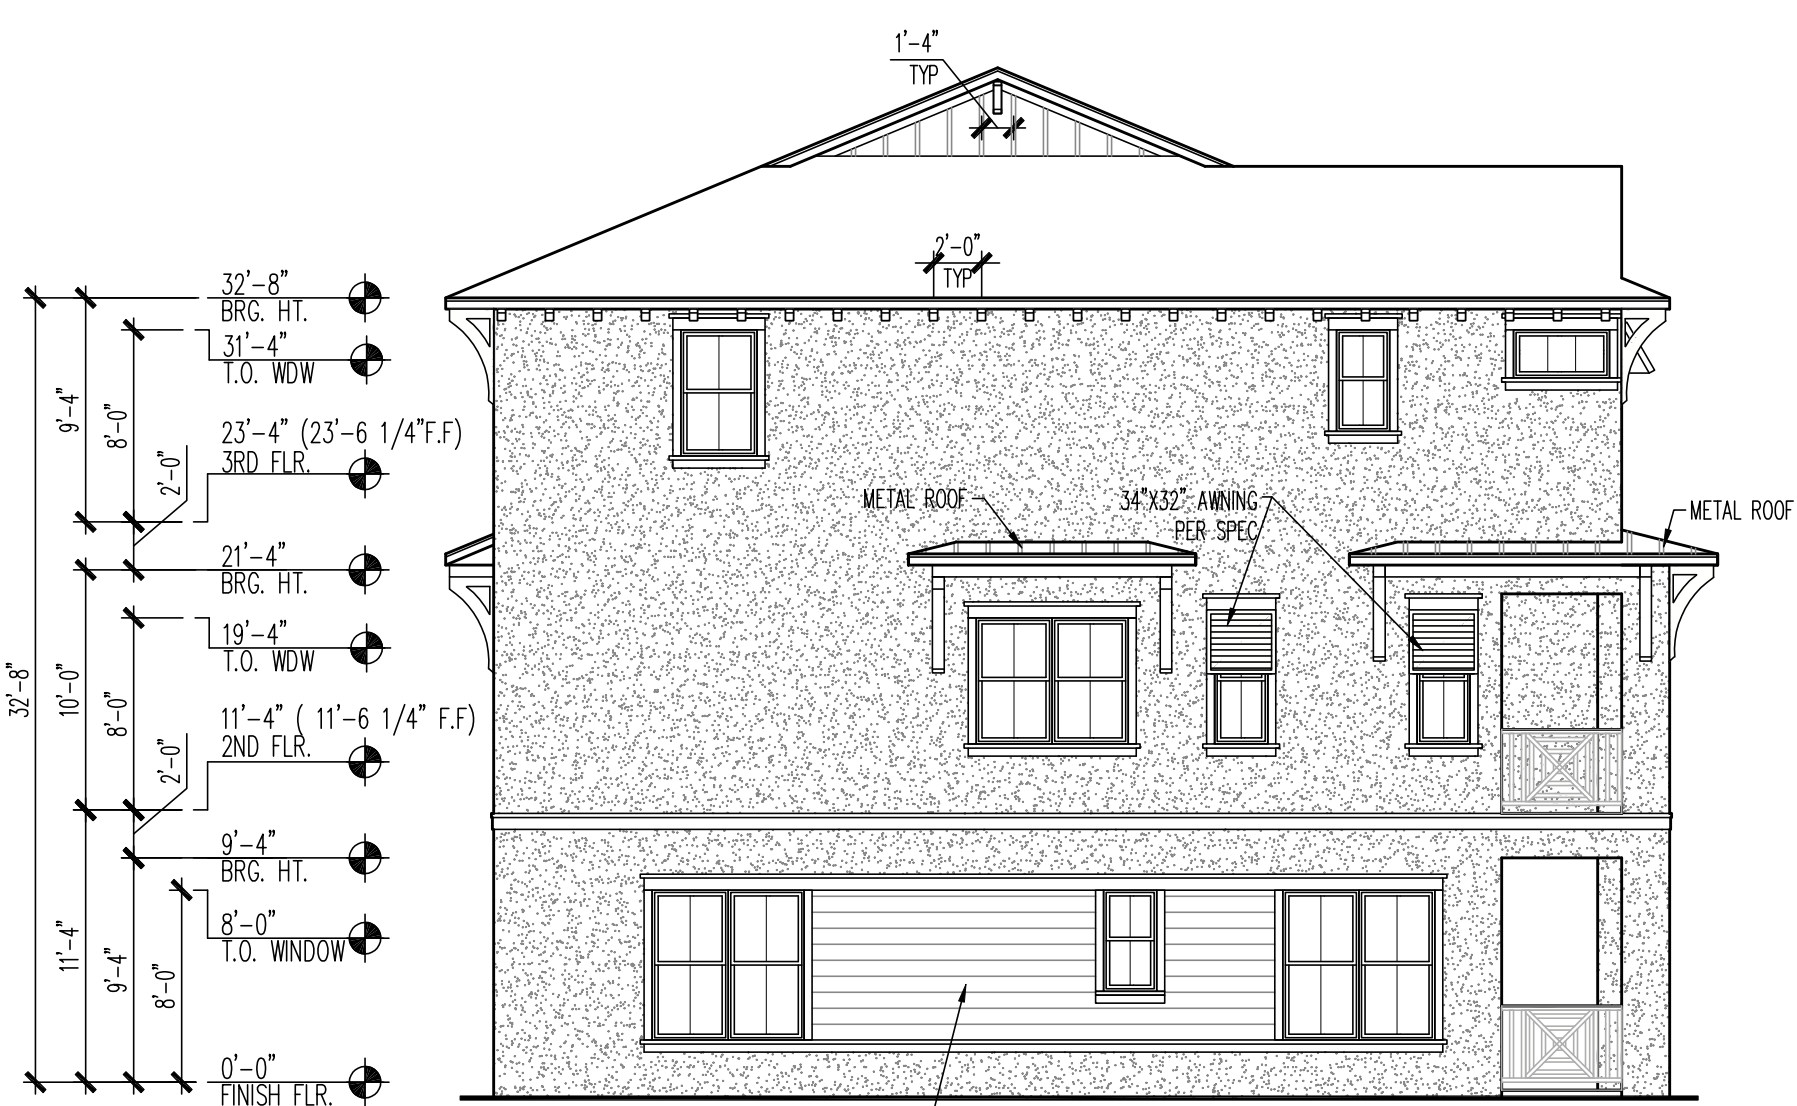 1'-4"
TYP
2'-0"
TYP
32'-8"
BRG. HT.
31'-4"
T.O. WDW
9'-4"
8'-0"
23'-4" (23'-6 1/4"F.F)
3RD FLR.
2'-0"
METAL ROOF
34"X32" AWNING
PER SPEC
METAL ROOF
21'-4"
BRG. HT.
19'-4"
T.O. WDW
32'-8"
10'-0"
8'-0"
11'-4" ( 11'-6 1/4" F.F)
2ND FLR.
2'-0"
9'-4"
BRG. HT.
8'-0"
T.O. WINDOW
11'-4"
9'-4"
8'-0"
0'-0"
FINISH FLR.